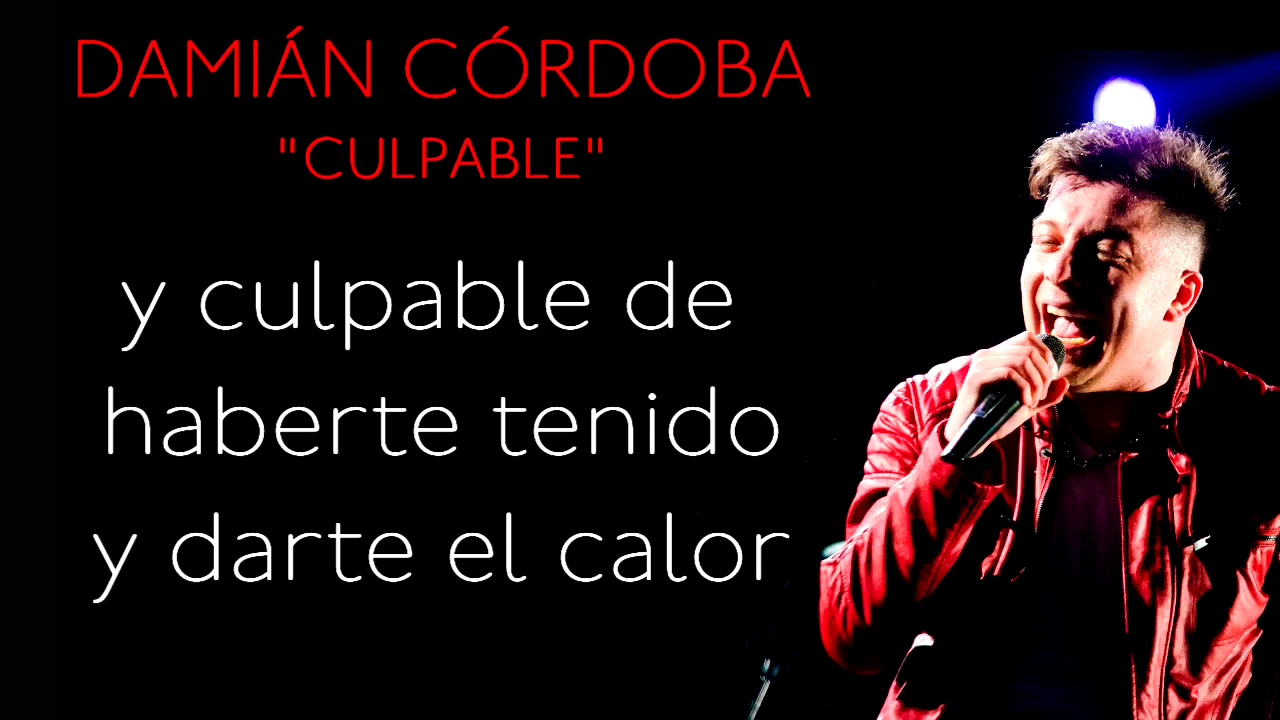 DAMIÁN CÓRDOBA
"CULPABLE"
y culpable de
haberte tenido
y darte el calor